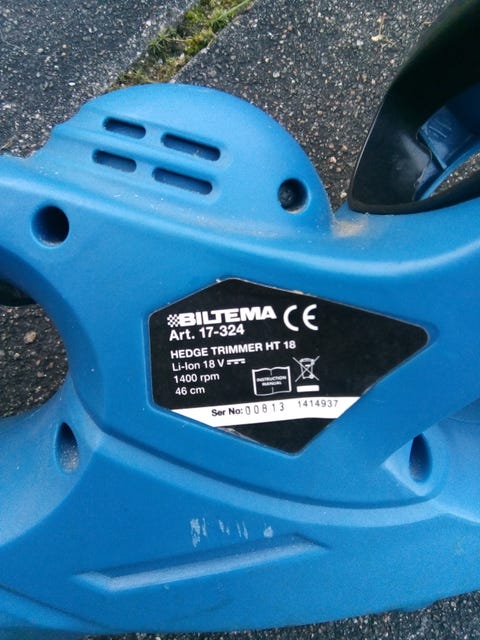 BILTEMA CE
Art. 17-324
HEDGE TRIMMER HT 18
Li-Ion 18 V
1400 rpm
46 cm
INSTRUCTION
MANUAL
Ser No: 00813 1414937